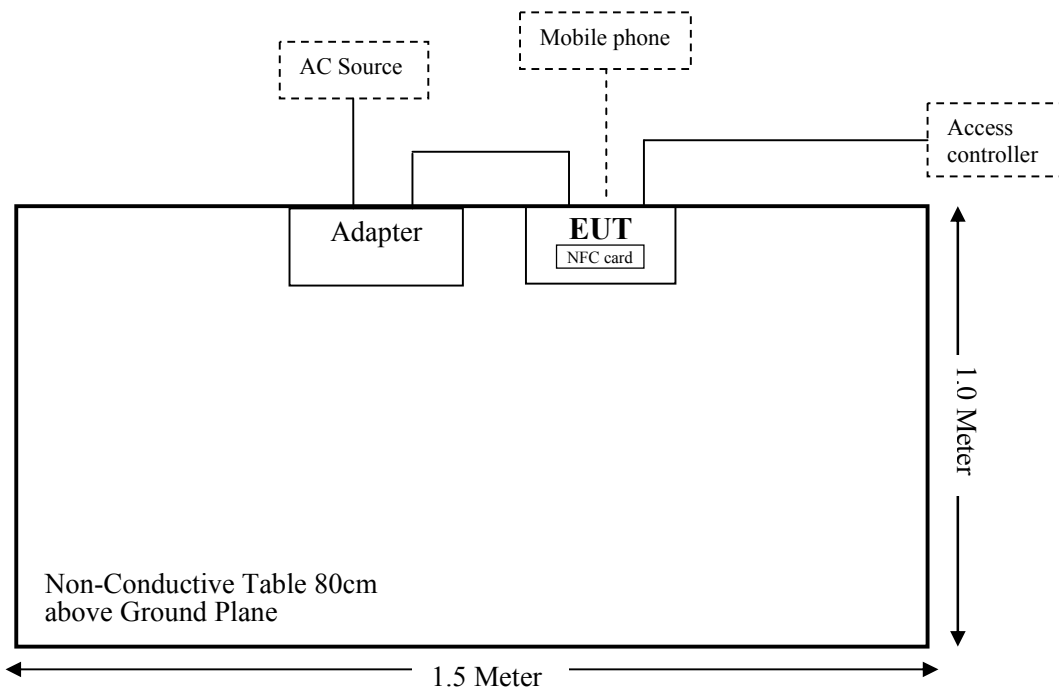 Mobile phone
AC Source
Access
controller
Adapter
EUT
NFC card
1.0 Meter
Non-Conductive Table 80cm
above Ground Plane
1.5 Meter